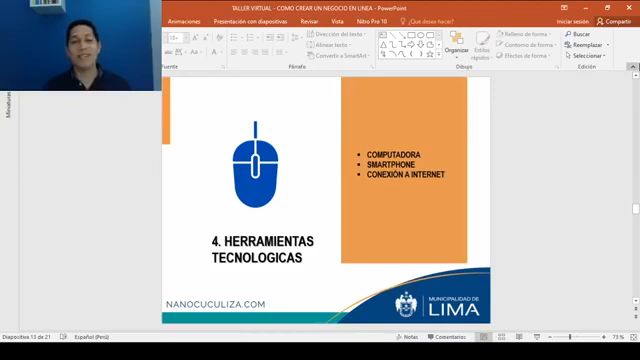 TALLER VIRTUAL - COMO CREAR UN NEGOCIO EN LINEA - PowerPoint
Animaciones Presentación con diapositivas Revisar Vista Nitro Pro 10 ¿Qué desea hacer? Iniciar sesión Compartir
18
Dirección del texto
Alinear texto
Convertir a SmartArt
Organizar
Estilos
rápidos
Relleno de forma
Contorno de forma
Efectos de forma
Buscar
Reemplazar
Seleccionar
Fuente Párrafo Dibujo Edición
Miniaturas
• COMPUTADORA
• SMARTPHONE
• CONEXIÓN A INTERNET
4. HERRAMIENTAS
TECNOLOGICAS
NANOCUCULIZA.COM
MUNICIPALIDAD DE
LIMA
Diapositiva 13 de 21 Español (Perú) Notas Comentarios 73 %